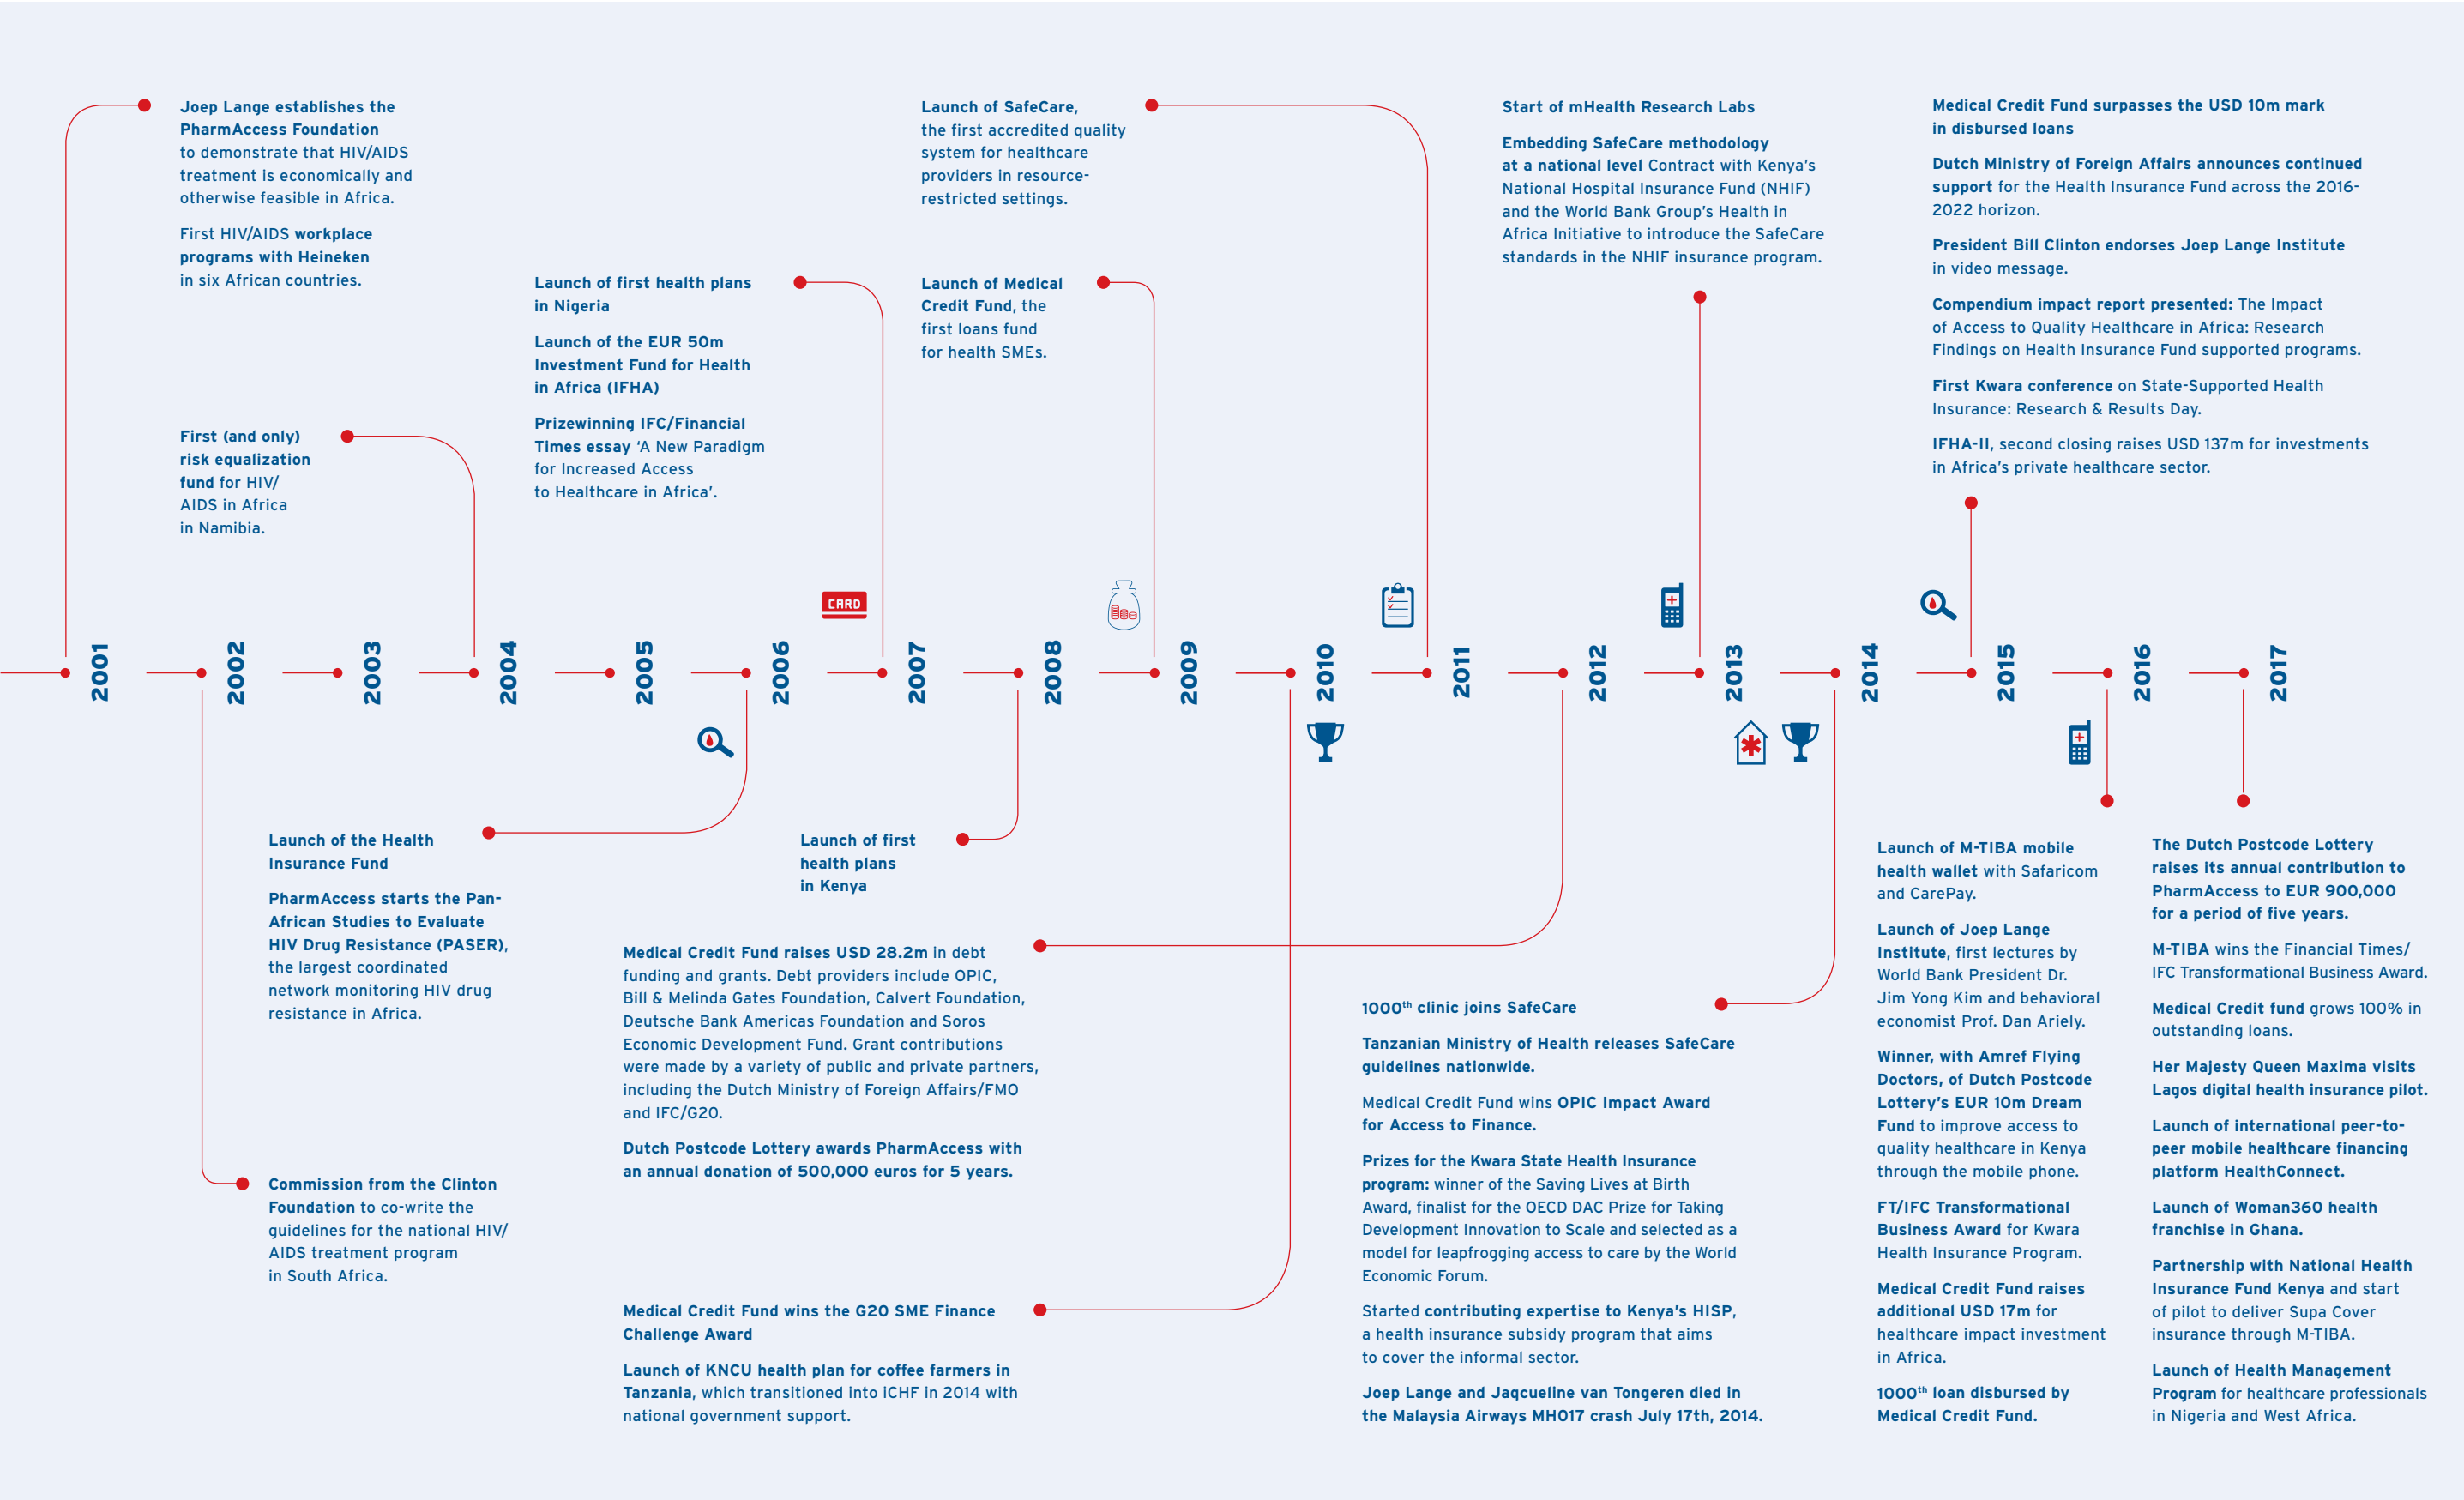 Joep Lange establishes the
PharmAccess Foundation
to demonstrate that HIV/AIDS
treatment is economically and
otherwise feasible in Africa.
First HIV/AIDS workplace
programs with Heineken
in six African countries.
First (and only)
risk equalization
fund for HIV/
AIDS in Africa
in Namibia.
Launch of first health plans
in Nigeria
Launch of the EUR 50m
Investment Fund for Health
in Africa (IFHA)
Prizewinning IFC/Financial
Times essay ‘A New Paradigm
for Increased Access
to Healthcare in Africa’.
Launch of SafeCare,
the first accredited quality
system for healthcare
providers in resource-
restricted settings.
Launch of Medical
Credit Fund, the
first loans fund
for health SMEs.
Start of mHealth Research Labs
Embedding SafeCare methodology
at a national level Contract with Kenya’s
National Hospital Insurance Fund (NHIF)
and the World Bank Group’s Health in
Africa Initiative to introduce the SafeCare
standards in the NHIF insurance program.
Medical Credit Fund surpasses the USD 10m mark
in disbursed loans
Dutch Ministry of Foreign Affairs announces continued
support for the Health Insurance Fund across the 2016-
2022 horizon.
President Bill Clinton endorses Joep Lange Institute
in video message.
Compendium impact report presented: The Impact
of Access to Quality Healthcare in Africa: Research
Findings on Health Insurance Fund supported programs.
First Kwara conference on State-Supported Health
Insurance: Research & Results Day.
IFHA-II, second closing raises USD 137m for investments
in Africa’s private healthcare sector.
CARD
2001
2002
2003
2004
2005
2006
2007
2008
2009
2010
2011
2012
2013
2014
2015
2016
2017
Launch of the Health
Insurance Fund
PharmAccess starts the Pan-
African Studies to Evaluate
HIV Drug Resistance (PASER),
the largest coordinated
network monitoring HIV drug
resistance in Africa.
Commission from the Clinton
Foundation to co-write the
guidelines for the national HIV/
AIDS treatment program
in South Africa.
Launch of first
health plans
in Kenya
Medical Credit Fund raises USD 28.2m in debt
funding and grants. Debt providers include OPIC,
Bill & Melinda Gates Foundation, Calvert Foundation,
Deutsche Bank Americas Foundation and Soros
Economic Development Fund. Grant contributions
were made by a variety of public and private partners,
including the Dutch Ministry of Foreign Affairs/FMO
and IFC/G20.
Dutch Postcode Lottery awards PharmAccess with
an annual donation of 500,000 euros for 5 years.
Medical Credit Fund wins the G20 SME Finance
Challenge Award
Launch of KNCU health plan for coffee farmers in
Tanzania, which transitioned into iCHF in 2014 with
national government support.
1000th clinic joins SafeCare
Tanzanian Ministry of Health releases SafeCare
guidelines nationwide.
Medical Credit Fund wins OPIC Impact Award
for Access to Finance.
Prizes for the Kwara State Health Insurance
program: winner of the Saving Lives at Birth
Award, finalist for the OECD DAC Prize for Taking
Development Innovation to Scale and selected as a
model for leapfrogging access to care by the World
Economic Forum.
Started contributing expertise to Kenya’s HISP,
a health insurance subsidy program that aims
to cover the informal sector.
Joep Lange and Jaqcueline van Tongeren died in
the Malaysia Airways MH017 crash July 17th, 2014.
Launch of M-TIBA mobile
health wallet with Safaricom
and CarePay.
Launch of Joep Lange
Institute, first lectures by
World Bank President Dr.
Jim Yong Kim and behavioral
economist Prof. Dan Ariely.
Winner, with Amref Flying
Doctors, of Dutch Postcode
Lottery’s EUR 10m Dream
Fund to improve access to
quality healthcare in Kenya
through the mobile phone.
FT/IFC Transformational
Business Award for Kwara
Health Insurance Program.
Medical Credit Fund raises
additional USD 17m for
healthcare impact investment
in Africa.
1000th loan disbursed by
Medical Credit Fund.
The Dutch Postcode Lottery
raises its annual contribution to
PharmAccess to EUR 900,000
for a period of five years.
M-TIBA wins the Financial Times/
IFC Transformational Business Award.
Medical Credit fund grows 100% in
outstanding loans.
Her Majesty Queen Maxima visits
Lagos digital health insurance pilot.
Launch of international peer-to-
peer mobile healthcare financing
platform HealthConnect.
Launch of Woman360 health
franchise in Ghana.
Partnership with National Health
Insurance Fund Kenya and start
of pilot to deliver Supa Cover
insurance through M-TIBA.
Launch of Health Management
Program for healthcare professionals
in Nigeria and West Africa.